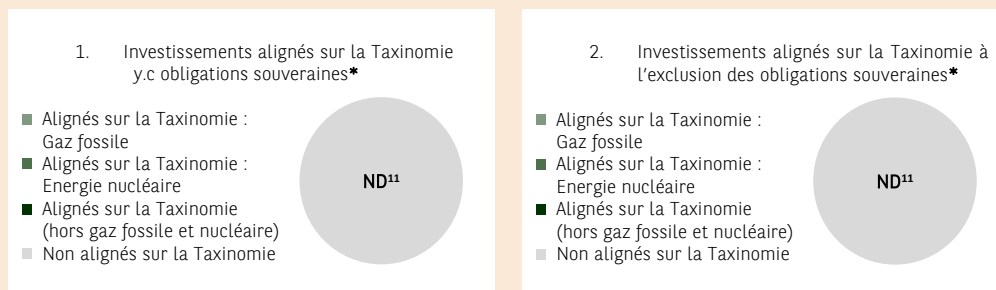 1. Investissements alignés sur la Taxinomie
y.c obligations souveraines*
Alignés sur la Taxinomie :
Gaz fossile
Alignés sur la Taxinomie :
Energie nucléaire
Alignés sur la Taxinomie
(hors gaz fossile et nucléaire)
Non alignés sur la Taxinomie
ND¹¹
2. Investissements alignés sur la Taxinomie à
l'exclusion des obligations souveraines*
Alignés sur la Taxinomie :
Gaz fossile
Alignés sur la Taxinomie :
Energie nucléaire
Alignés sur la Taxinomie
(hors gaz fossile et nucléaire)
Non alignés sur la Taxinomie
ND¹¹